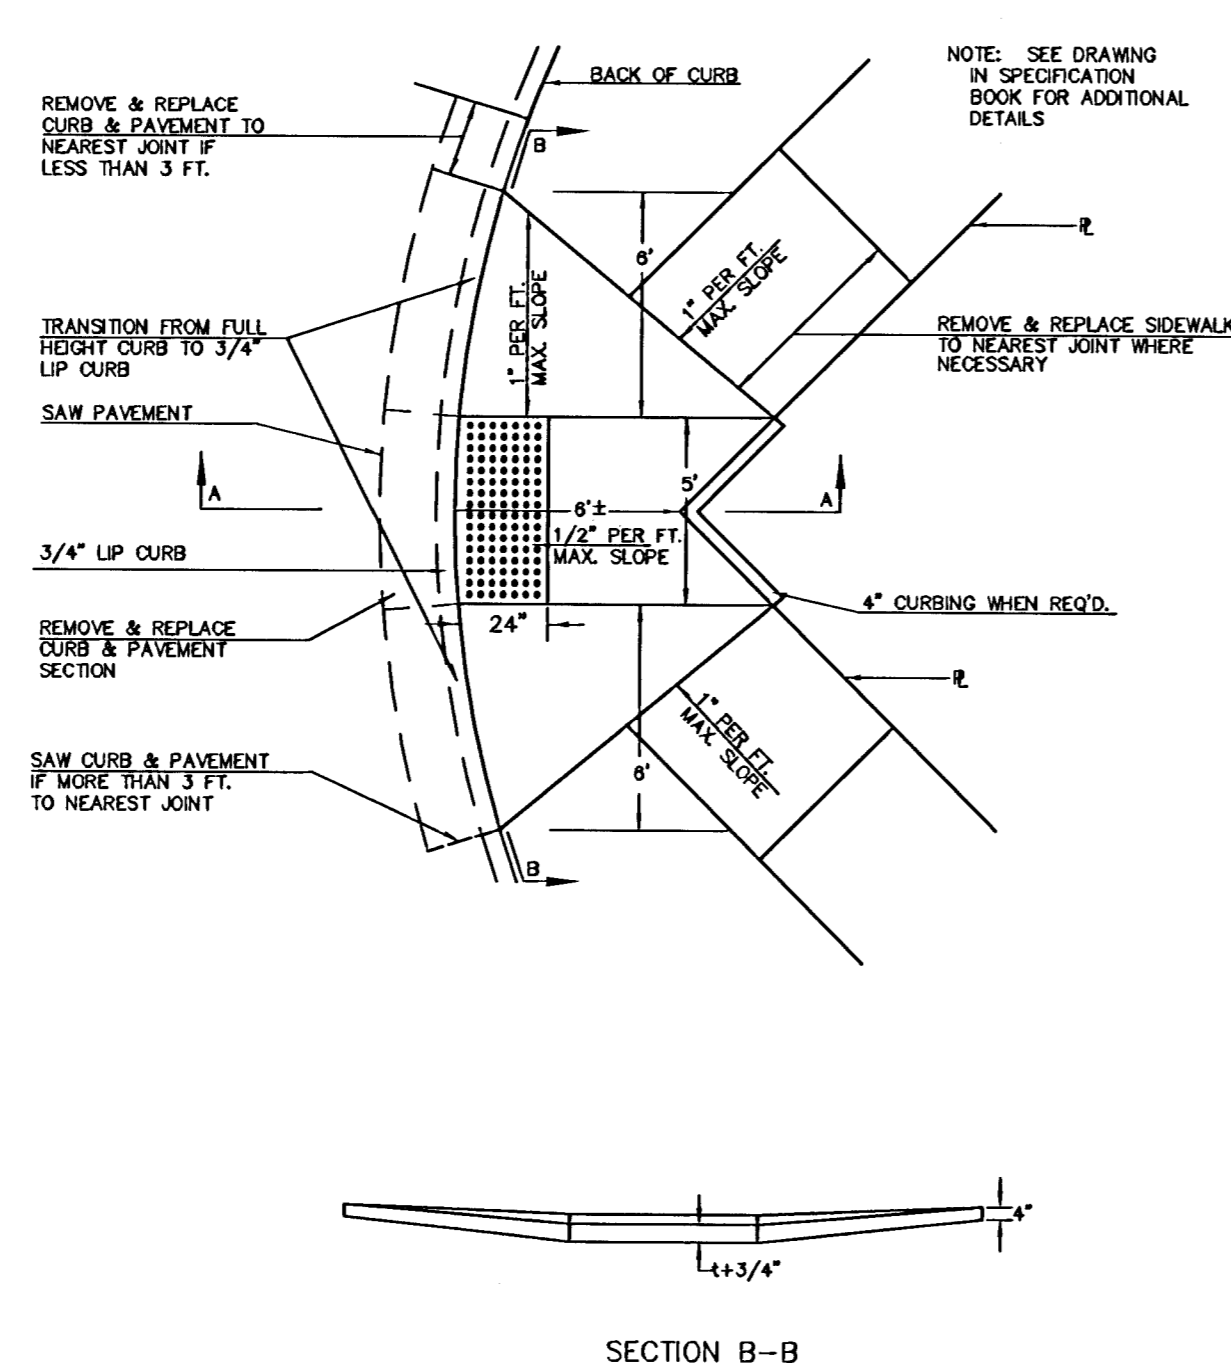 BACK OF CURB
NOTE: SEE DRAWING
IN SPECIFICATION
BOOK FOR ADDITIONAL
DETAILS
REMOVE & REPLACE
CURB & PAVEMENT TO
NEAREST JOINT IF
LESS THAN 3 FT.
B
PL
6'
1" PER FT.
MAX. SLOPE
1" PER FT.
MAX. SLOPE
TRANSITION FROM FULL
HEIGHT CURB TO 3/4"
LIP CURB
REMOVE & REPLACE SIDEWALK
TO NEAREST JOINT WHERE
NECESSARY
SAW PAVEMENT
A
5'
A
6'±
1/2" PER FT.
MAX. SLOPE
3/4" LIP CURB
4" CURBING WHEN REQ'D.
24"
REMOVE & REPLACE
CURB & PAVEMENT
SECTION
PL
1" PER FT.
MAX. SLOPE
SAW CURB & PAVEMENT
IF MORE THAN 3 FT.
TO NEAREST JOINT
6'
B
4"
t+3/4"
SECTION B-B